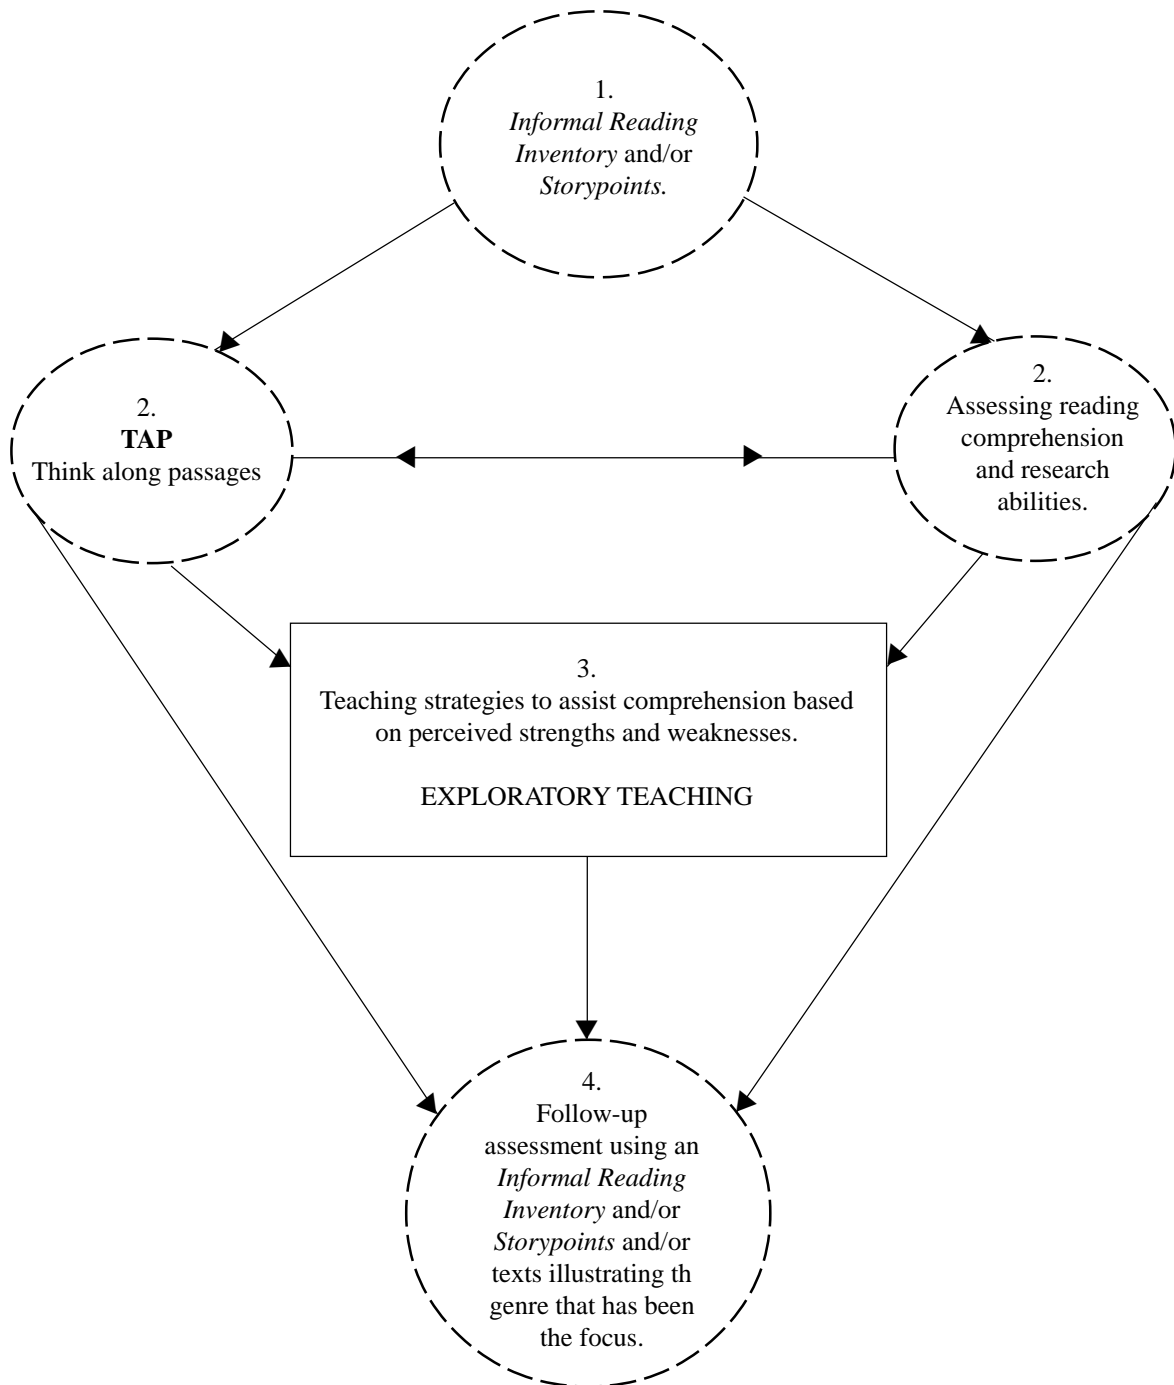 1.
Informal Reading
Inventory and/or
Storypoints.
2.
TAP
Think along passages
2.
Assessing reading
comprehension
and research
abilities.
3.
Teaching strategies to assist comprehension based
on perceived strengths and weaknesses.
EXPLORATORY TEACHING
4.
Follow-up
assessment using an
Informal Reading
Inventory and/or
Storypoints and/or
texts illustrating th
genre that has been
the focus.